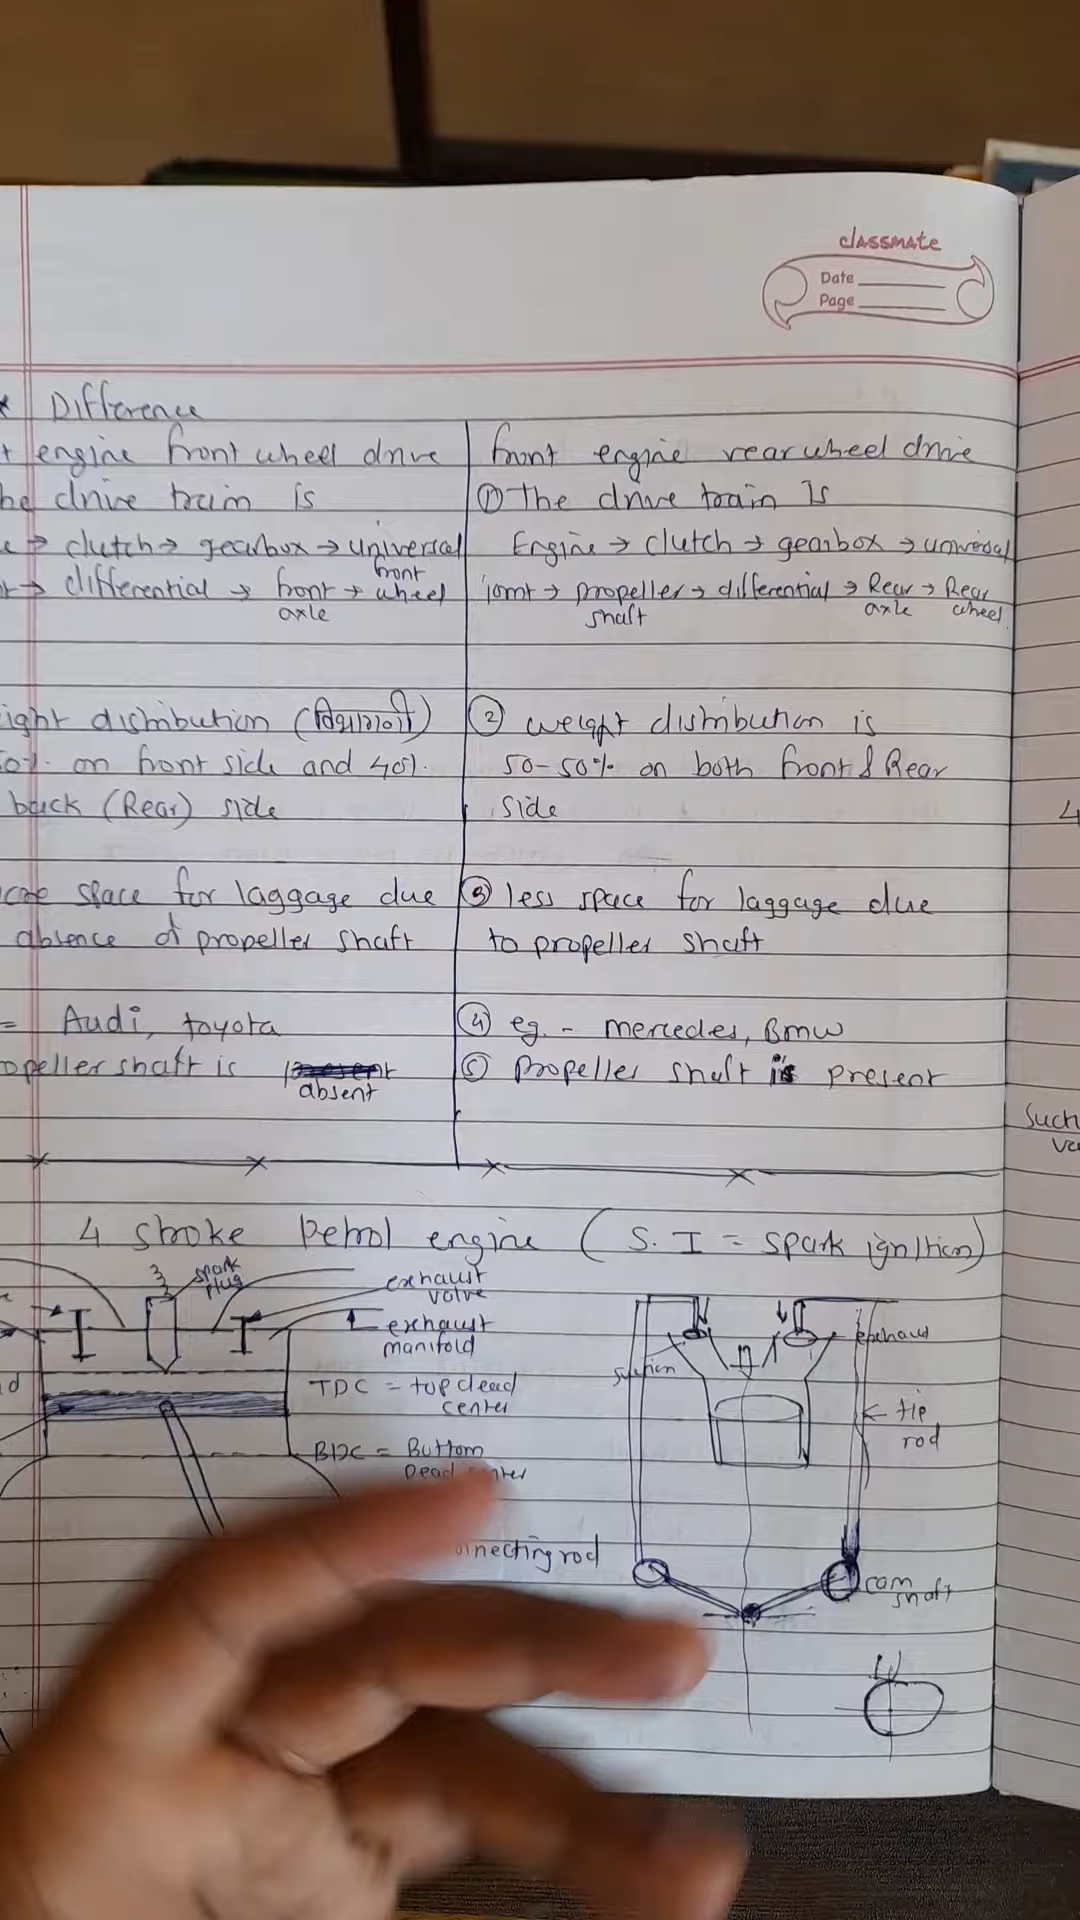 classmate
Date
Page
Difference
engine front wheel drive
drive train is
clutch → gearbox → universal
→ differential → front axle → front wheel
front engine rear wheel drive
① The drive train is
Engine → clutch → gearbox → universal
joint → propeller shaft → differential → Rear axle → Rear wheel
distribution (विभागणी)
on front side and 40%.
back (Rear) side
② weight distribution is
50-50% on both front & Rear
side
space for laggage due
absence of propeller shaft
③ less space for laggage due
to propeller shaft
= Audi, toyota
shaft is absent
④ eg. - mercedes, Bmw
⑤ Propeller shaft is present
4 stroke Petrol engine (S.I = spark ignition)
spark plug
exhaust valve
exhaust manifold
TDC = top dead center
BDC = Buttom Dead
rod
suction
exhaust
← tip rod
cam shaft
4
Such